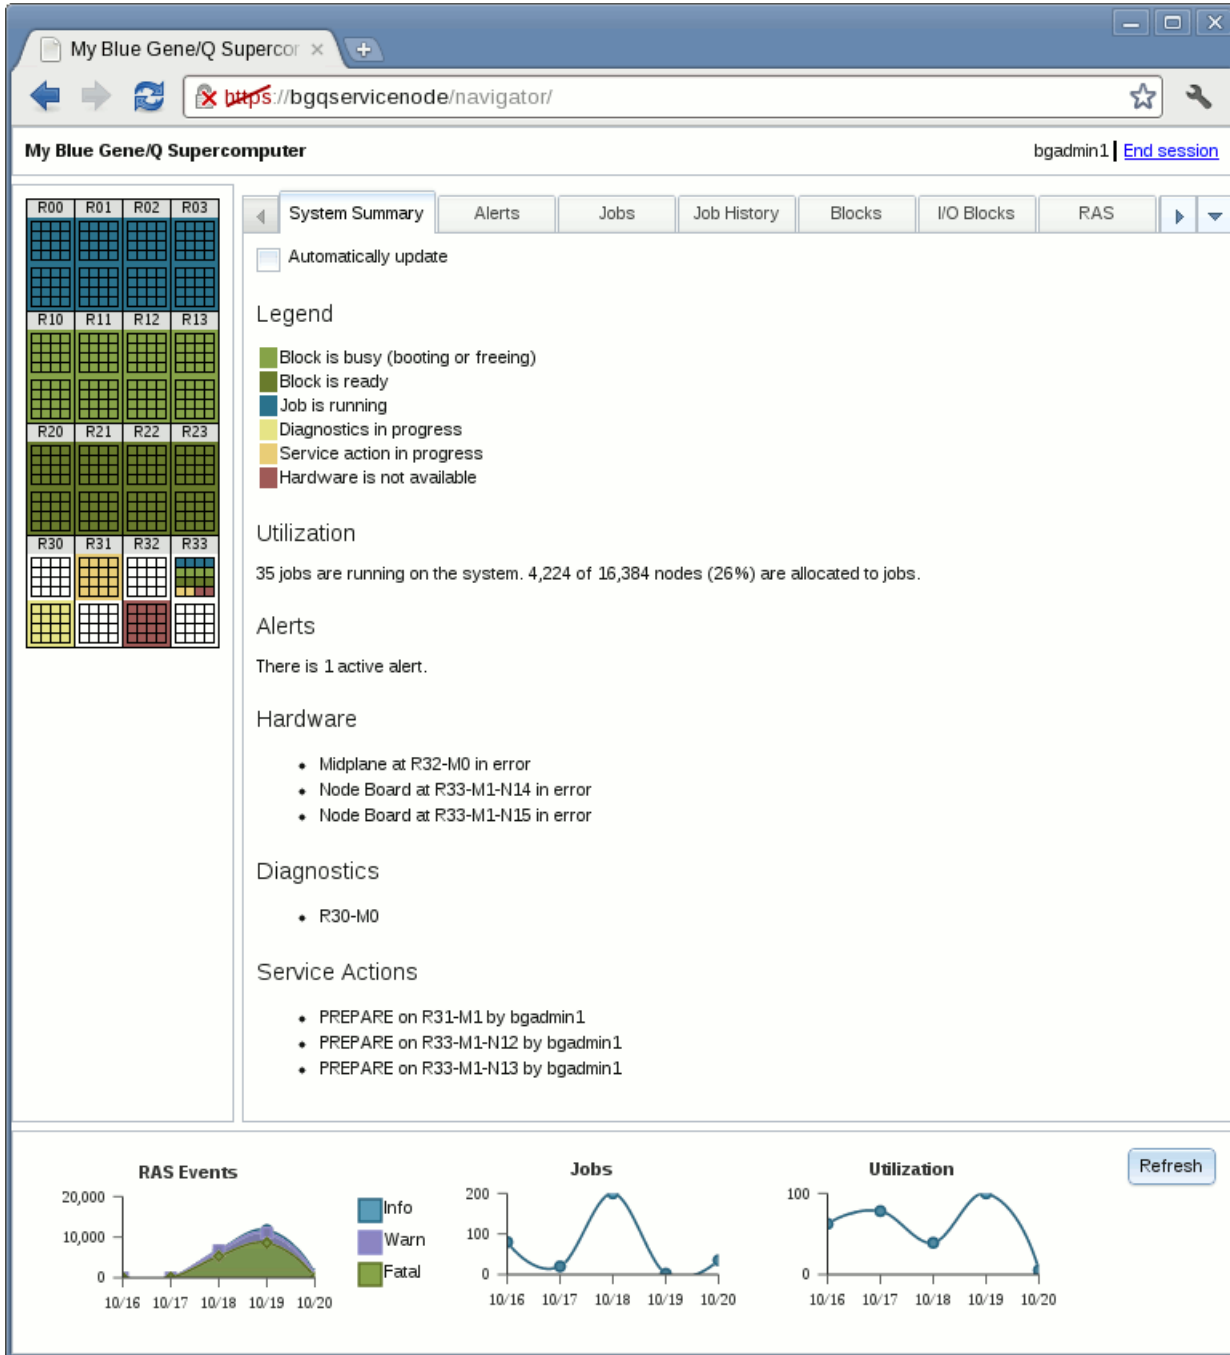 My Blue Gene/Q Supercor
https://bgqservicenode/navigator/
My Blue Gene/Q Supercomputer
bgadmin1 End session
R00 R01 R02 R03
R10 R11 R12 R13
R20 R21 R22 R23
R30 R31 R32 R33
System Summary Alerts Jobs Job History Blocks I/O Blocks RAS
Automatically update
Legend
Block is busy (booting or freeing)
Block is ready
Job is running
Diagnostics in progress
Service action in progress
Hardware is not available
Utilization
35 jobs are running on the system. 4,224 of 16,384 nodes (26%) are allocated to jobs.
Alerts
There is 1 active alert.
Hardware
• Midplane at R32-M0 in error
• Node Board at R33-M1-N14 in error
• Node Board at R33-M1-N15 in error
Diagnostics
• R30-M0
Service Actions
• PREPARE on R31-M1 by bgadmin1
• PREPARE on R33-M1-N12 by bgadmin1
• PREPARE on R33-M1-N13 by bgadmin1
RAS Events
20,000
10,000
0
10/16 10/17 10/18 10/19 10/20
Info
Warn
Fatal
Jobs
200
100
0
10/16 10/17 10/18 10/19 10/20
Utilization
100
0
10/16 10/17 10/18 10/19 10/20
Refresh